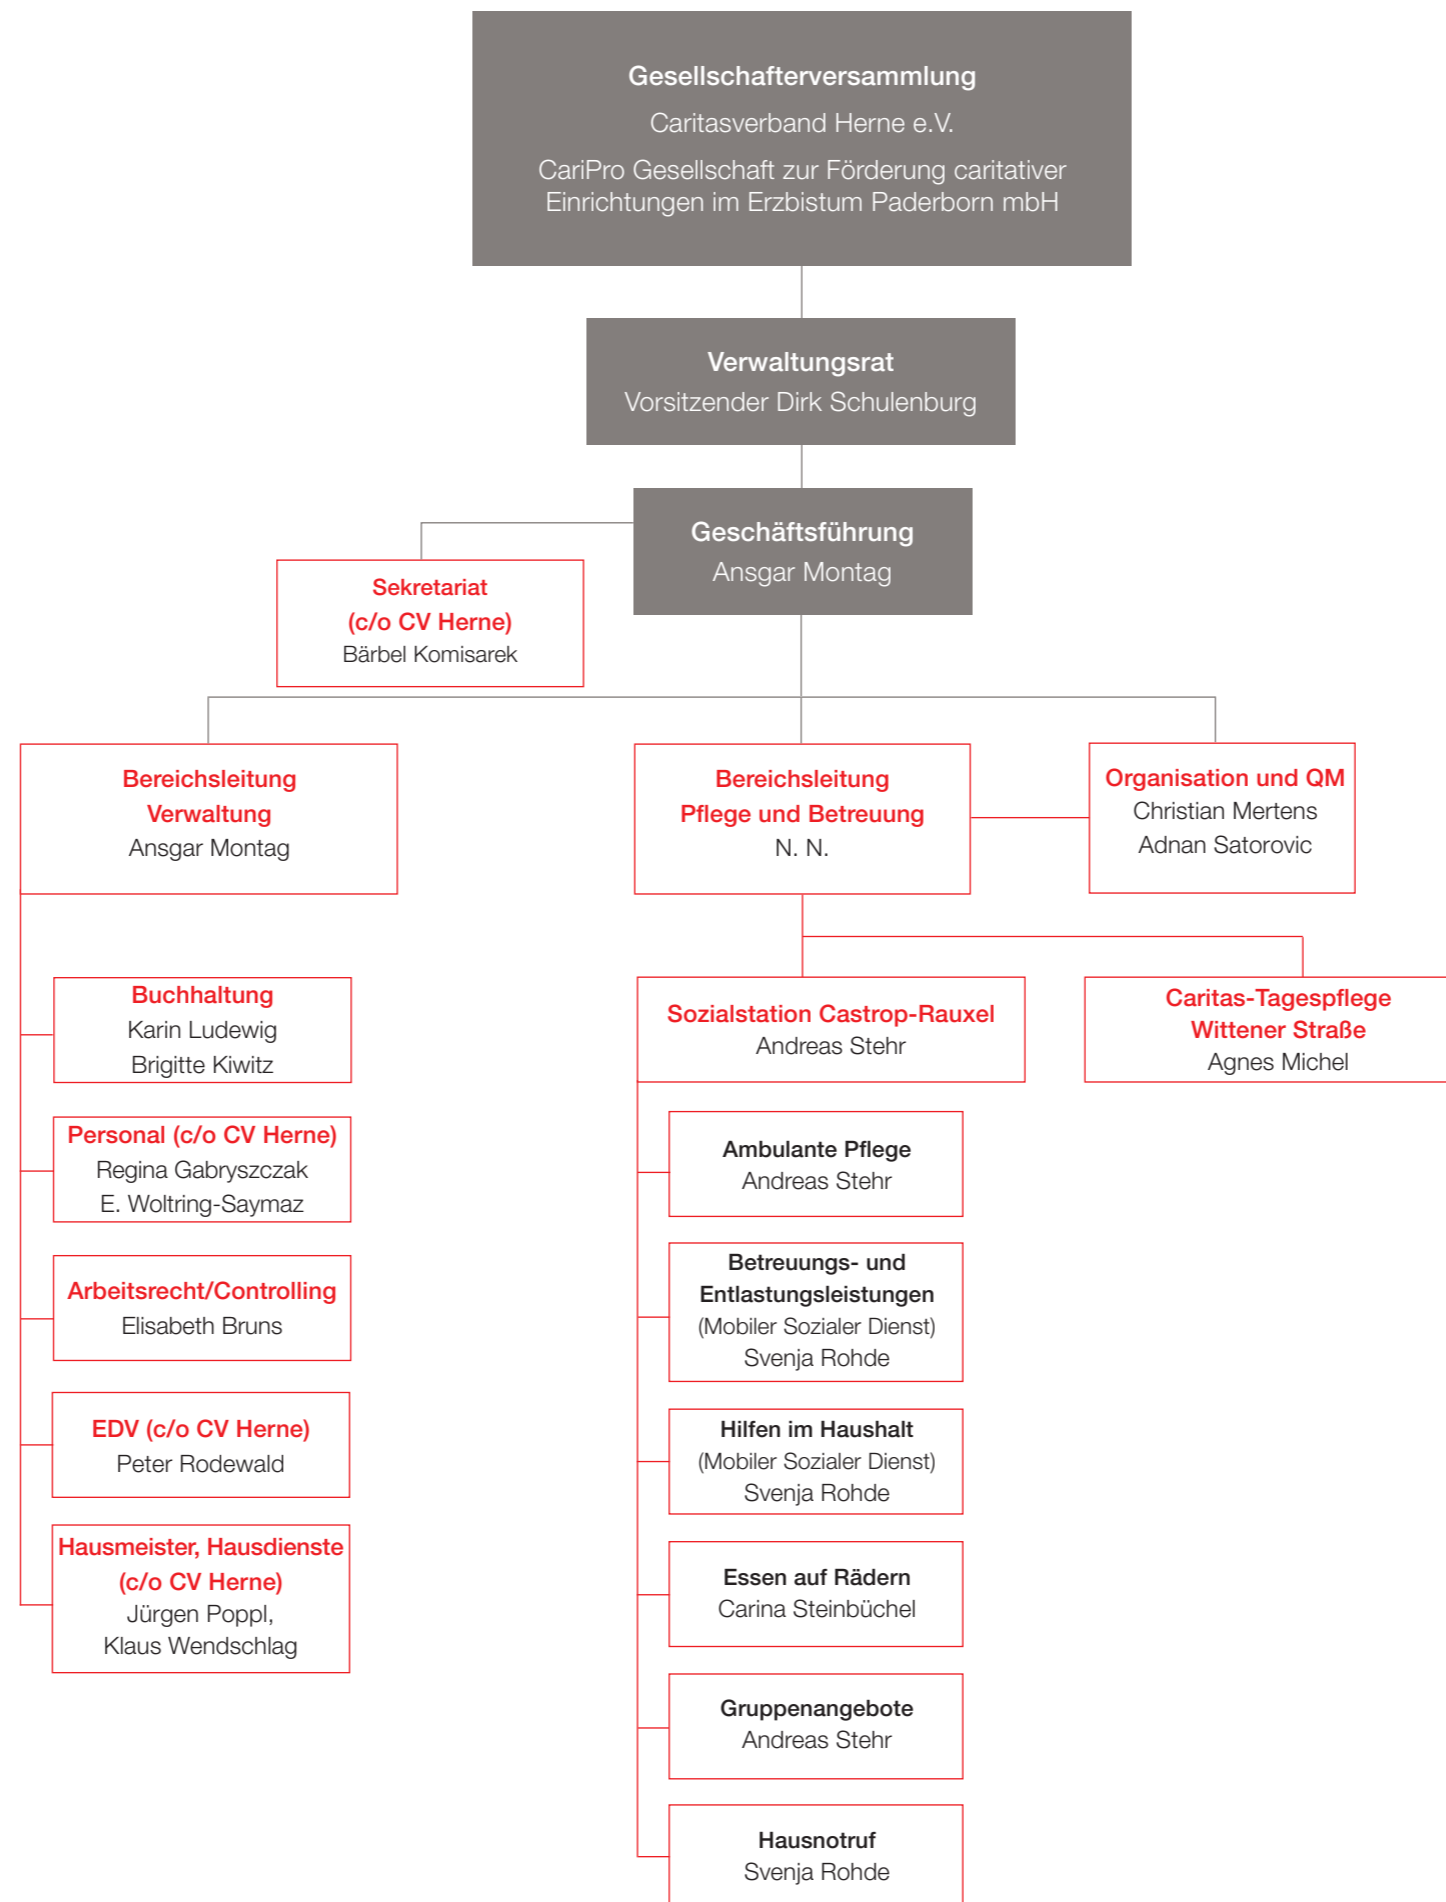 Gesellschafterversammlung
Caritasverband Herne e.V.
CariPro Gesellschaft zur Förderung caritativer
Einrichtungen im Erzbistum Paderborn mbH
Verwaltungsrat
Vorsitzender Dirk Schulenburg
Geschäftsführung
Ansgar Montag
Sekretariat
(c/o CV Herne)
Bärbel Komisarek
Bereichsleitung
Verwaltung
Ansgar Montag
Bereichsleitung
Pflege und Betreuung
N. N.
Organisation und QM
Christian Mertens
Adnan Satorovic
Buchhaltung
Karin Ludewig
Brigitte Kiwitz
Personal (c/o CV Herne)
Regina Gabryszczak
E. Woltring-Saymaz
Arbeitsrecht/Controlling
Elisabeth Bruns
EDV (c/o CV Herne)
Peter Rodewald
Hausmeister, Hausdienste
(c/o CV Herne)
Jürgen Poppl,
Klaus Wendschlag
Sozialstation Castrop-Rauxel
Andreas Stehr
Caritas-Tagespflege
Wittener Straße
Agnes Michel
Ambulante Pflege
Andreas Stehr
Betreuungs- und
Entlastungsleistungen
(Mobiler Sozialer Dienst)
Svenja Rohde
Hilfen im Haushalt
(Mobiler Sozialer Dienst)
Svenja Rohde
Essen auf Rädern
Carina Steinbüchel
Gruppenangebote
Andreas Stehr
Hausnotruf
Svenja Rohde